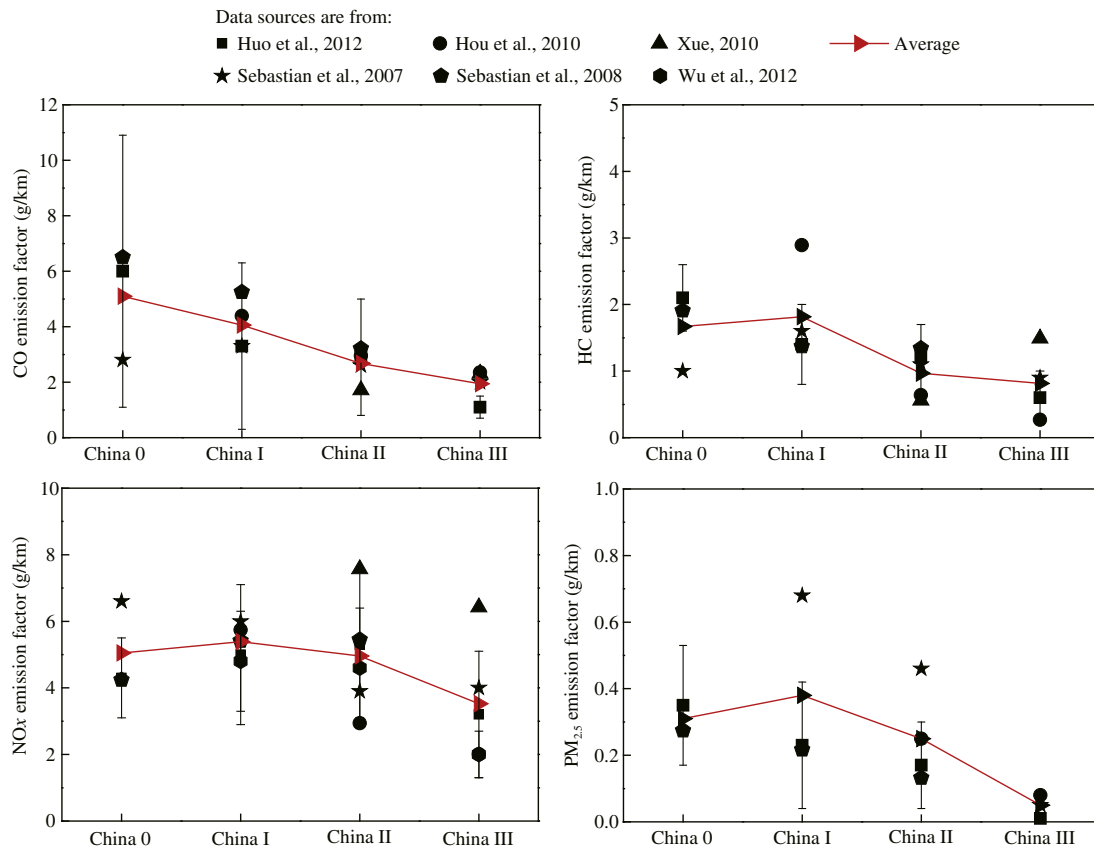 Data sources are from:
Huo et al., 2012 Hou et al., 2010 Xue, 2010 Average
Sebastian et al., 2007 Sebastian et al., 2008 Wu et al., 2012
CO emission factor (g/km)
12
10
8
6
4
2
0
China 0 China I China II China III
HC emission factor (g/km)
5
4
3
2
1
0
China 0 China I China II China III
NOx emission factor (g/km)
10
8
6
4
2
0
China 0 China I China II China III
PM2.5 emission factor (g/km)
1.0
0.8
0.6
0.4
0.2
0.0
China 0 China I China II China III